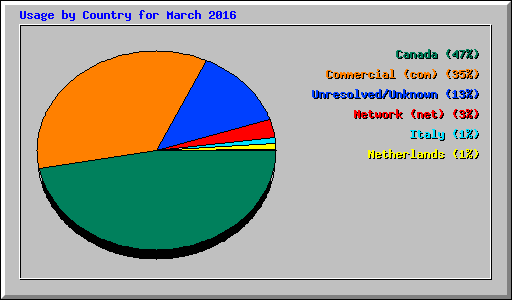 Usage by Country for March 2016
Canada (47%)
Commercial (com) (35%)
Unresolved/Unknown (13%)
Network (net) (3%)
Italy (1%)
Netherlands (1%)